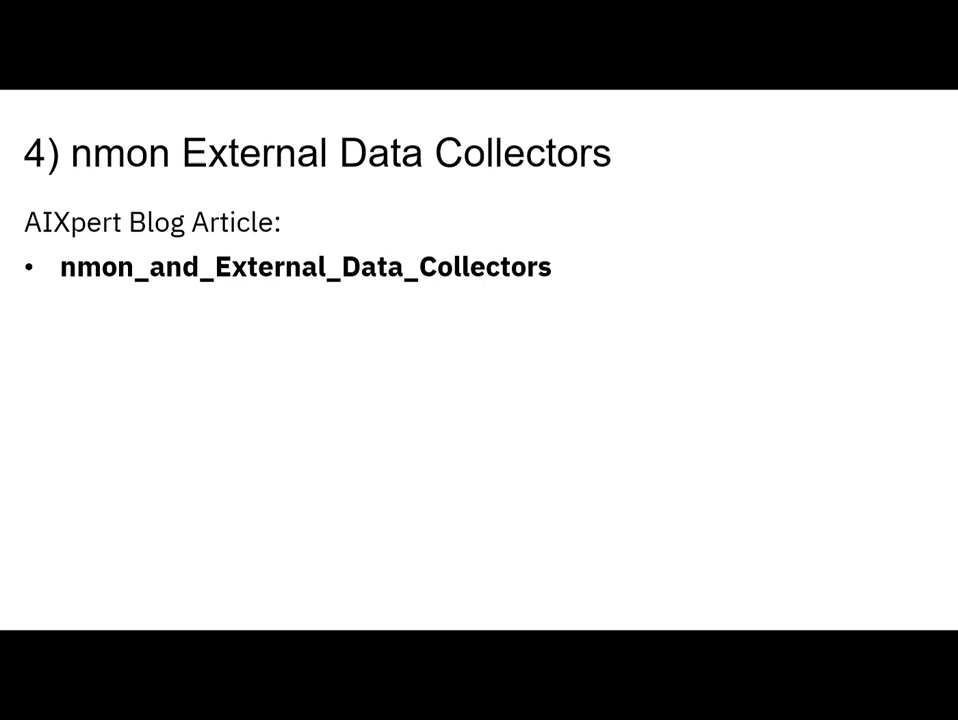 4) nmon External Data Collectors
AIXpert Blog Article:
• nmon_and_External_Data_Collectors